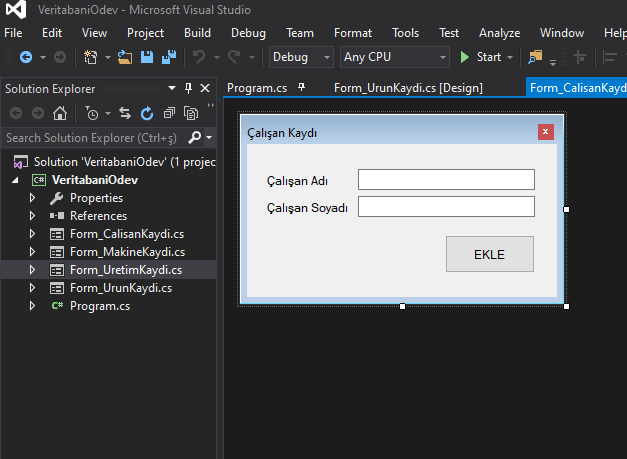 VeritabaniOdev - Microsoft Visual Studio
File Edit View Project Build Debug Team Format Tools Test Analyze Window Help
Debug Any CPU Start
Solution Explorer
Program.cs Form_UrunKaydi.cs [Design] Form_CalisanKayd
Search Solution Explorer (Ctrl+ş)
Solution 'VeritabaniOdev' (1 projec
VeritabaniOdev
Properties
References
Form_CalisanKaydi.cs
Form_MakineKaydi.cs
Form_UretimKaydi.cs
Form_UrunKaydi.cs
Program.cs
Çalışan Kaydı
Çalışan Adı
Çalışan Soyadı
EKLE